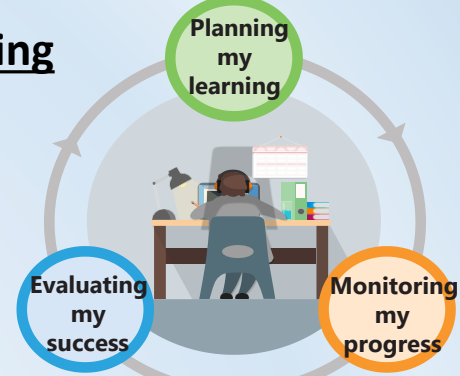 ing
Planning
my
learning
Evaluating
my
success
Monitoring
my
progress